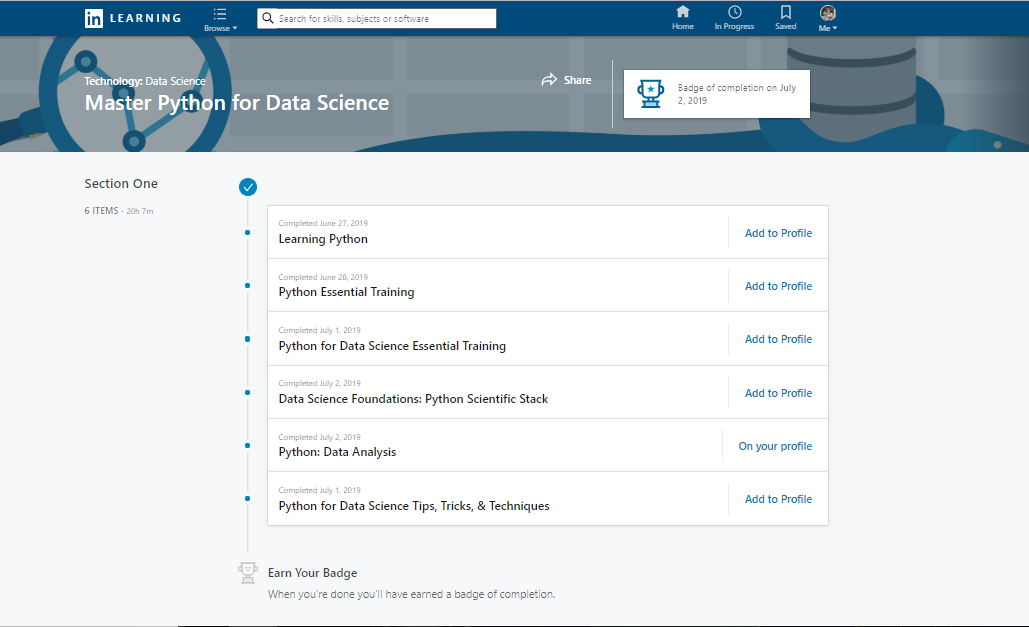 in LEARNING
Browse
Search for skills, subjects or software
Home
In Progress
Saved
Me
Technology: Data Science
Master Python for Data Science
Share
Badge of completion on July
2, 2019
Section One
6 ITEMS · 20h 7m
Completed June 27, 2019
Learning Python
Add to Profile
Completed June 28, 2019
Python Essential Training
Add to Profile
Completed July 1, 2019
Python for Data Science Essential Training
Add to Profile
Completed July 2, 2019
Data Science Foundations: Python Scientific Stack
Add to Profile
Completed July 2, 2019
Python: Data Analysis
On your profile
Completed July 1, 2019
Python for Data Science Tips, Tricks, & Techniques
Add to Profile
Earn Your Badge
When you're done you'll have earned a badge of completion.